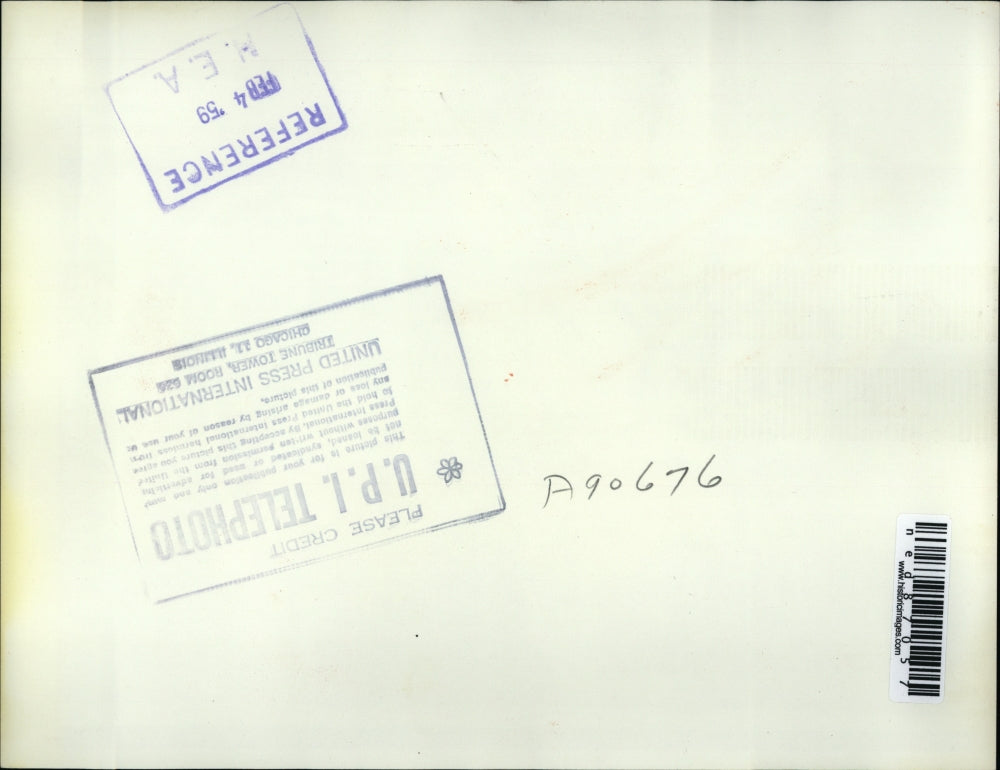 REFERENCE
FEB 4 '59
N. E. A.
PLEASE CREDIT
U. P. I. TELEPHOTO
This picture is for your publication only and must
not be loaned, syndicated or used for advertising
purposes without written permission from the United
Press International. By accepting this picture you agree
to hold the United Press International harmless from
any loss or damage arising by reason of your use or
publication of this picture.
UNITED PRESS INTERNATIONAL
TRIBUNE TOWER, ROOM 626
CHICAGO 11, ILLINOIS
A90676
ned87057
www.historicimages.com